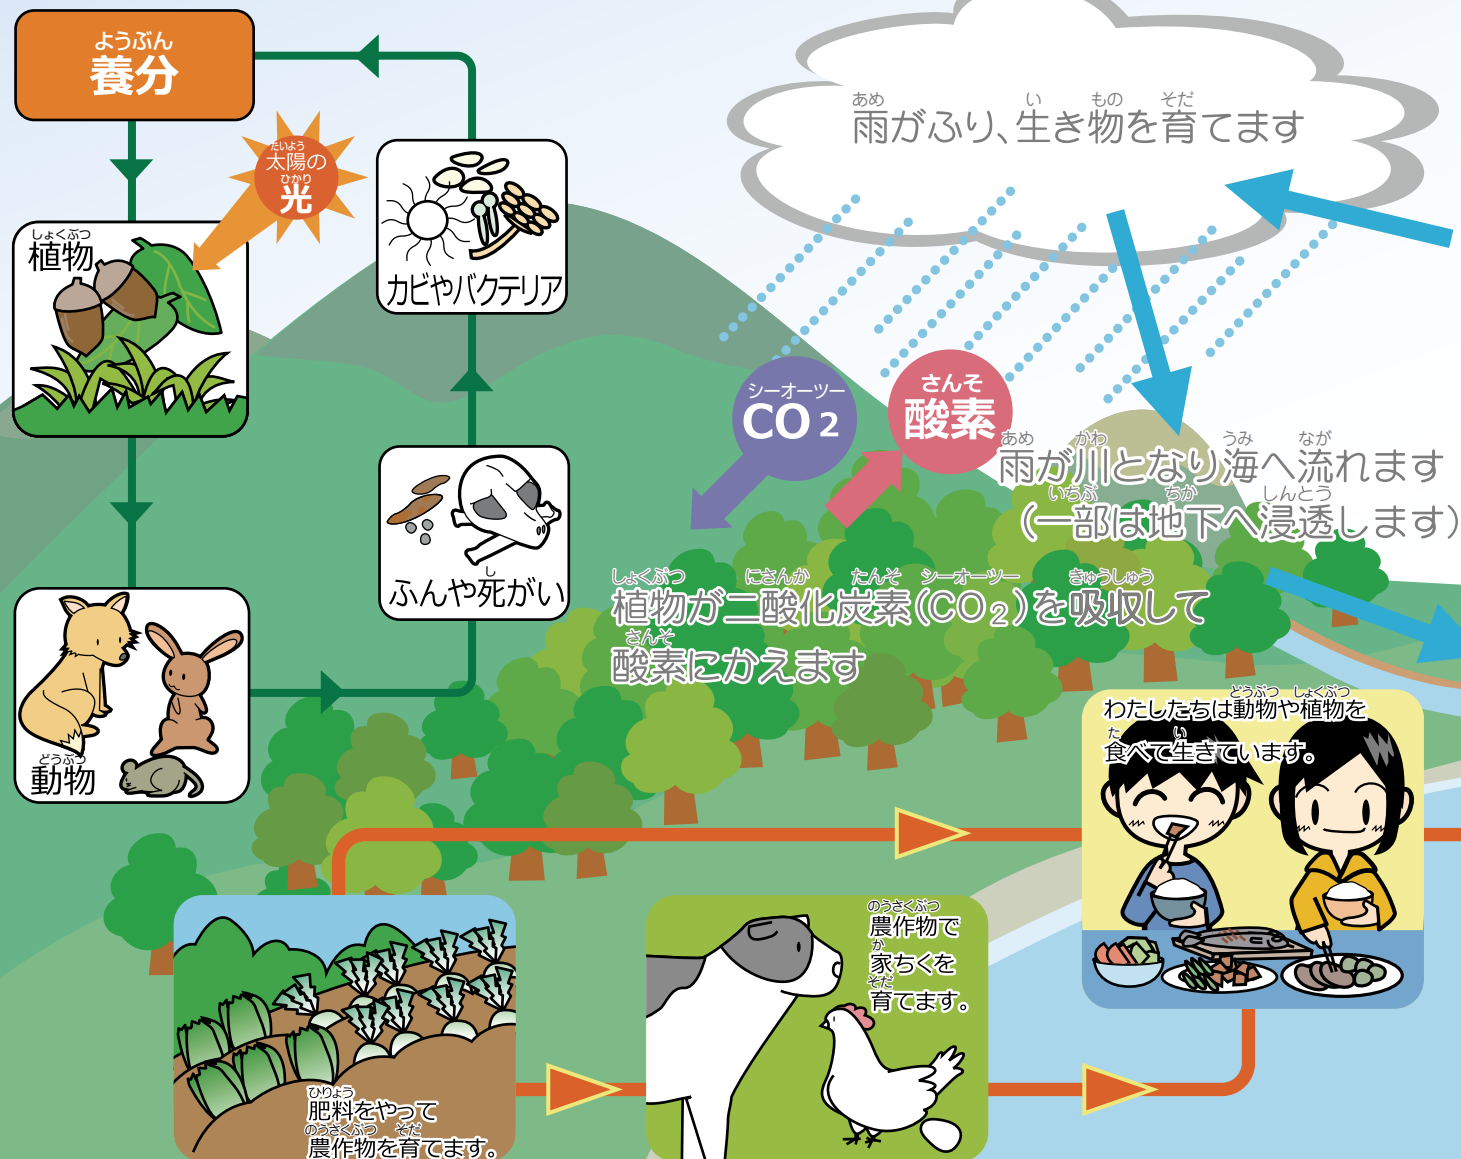 ようぶん
養分
たいよう
太陽の
ひかり
光
しょくぶつ
植物
カビやバクテリア
ふんや死がい
し
どうぶつ
動物
あめ い もの そだ
雨がふり、生き物を育てます
シーオーツー
CO2
さんそ
酸素
あめ かわ うみ なが
雨が川となり海へ流れます
いちぶ ちか しんとう
(一部は地下へ浸透します)
しょくぶつ にさんか たんそ シーオーツー きゅうしゅう
植物が二酸化炭素(CO2)を吸収して
さんそ
酸素にかえます
どうぶつ しょくぶつ
わたしたちは動物や植物を
た い
食べて生きています。
のうさくぶつ
農作物で
か
家ちくを
そだ
育てます。
ひりょう
肥料をやって
のうさくぶつ そだ
農作物を育てます。